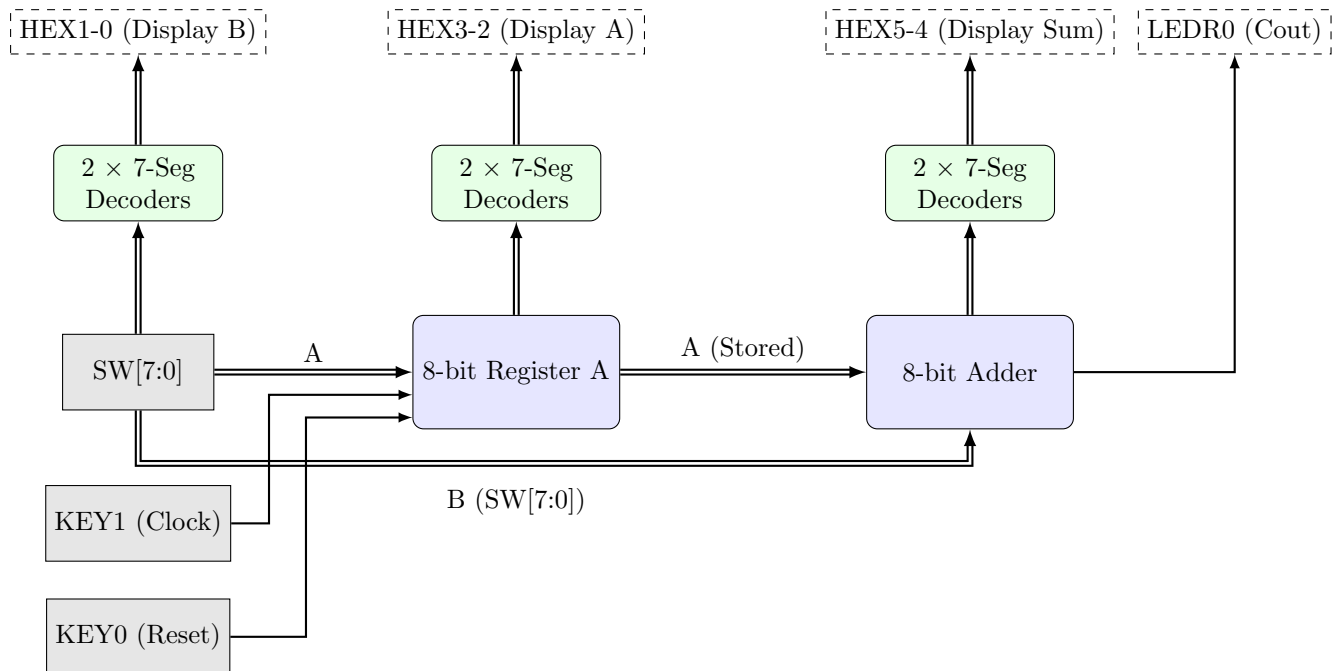 HEX1-0 (Display B)
HEX3-2 (Display A)
HEX5-4 (Display Sum)
LEDR0 (Cout)
2 × 7-Seg
Decoders
2 × 7-Seg
Decoders
2 × 7-Seg
Decoders
SW[7:0]
A
8-bit Register A
A (Stored)
8-bit Adder
B (SW[7:0])
KEY1 (Clock)
KEY0 (Reset)